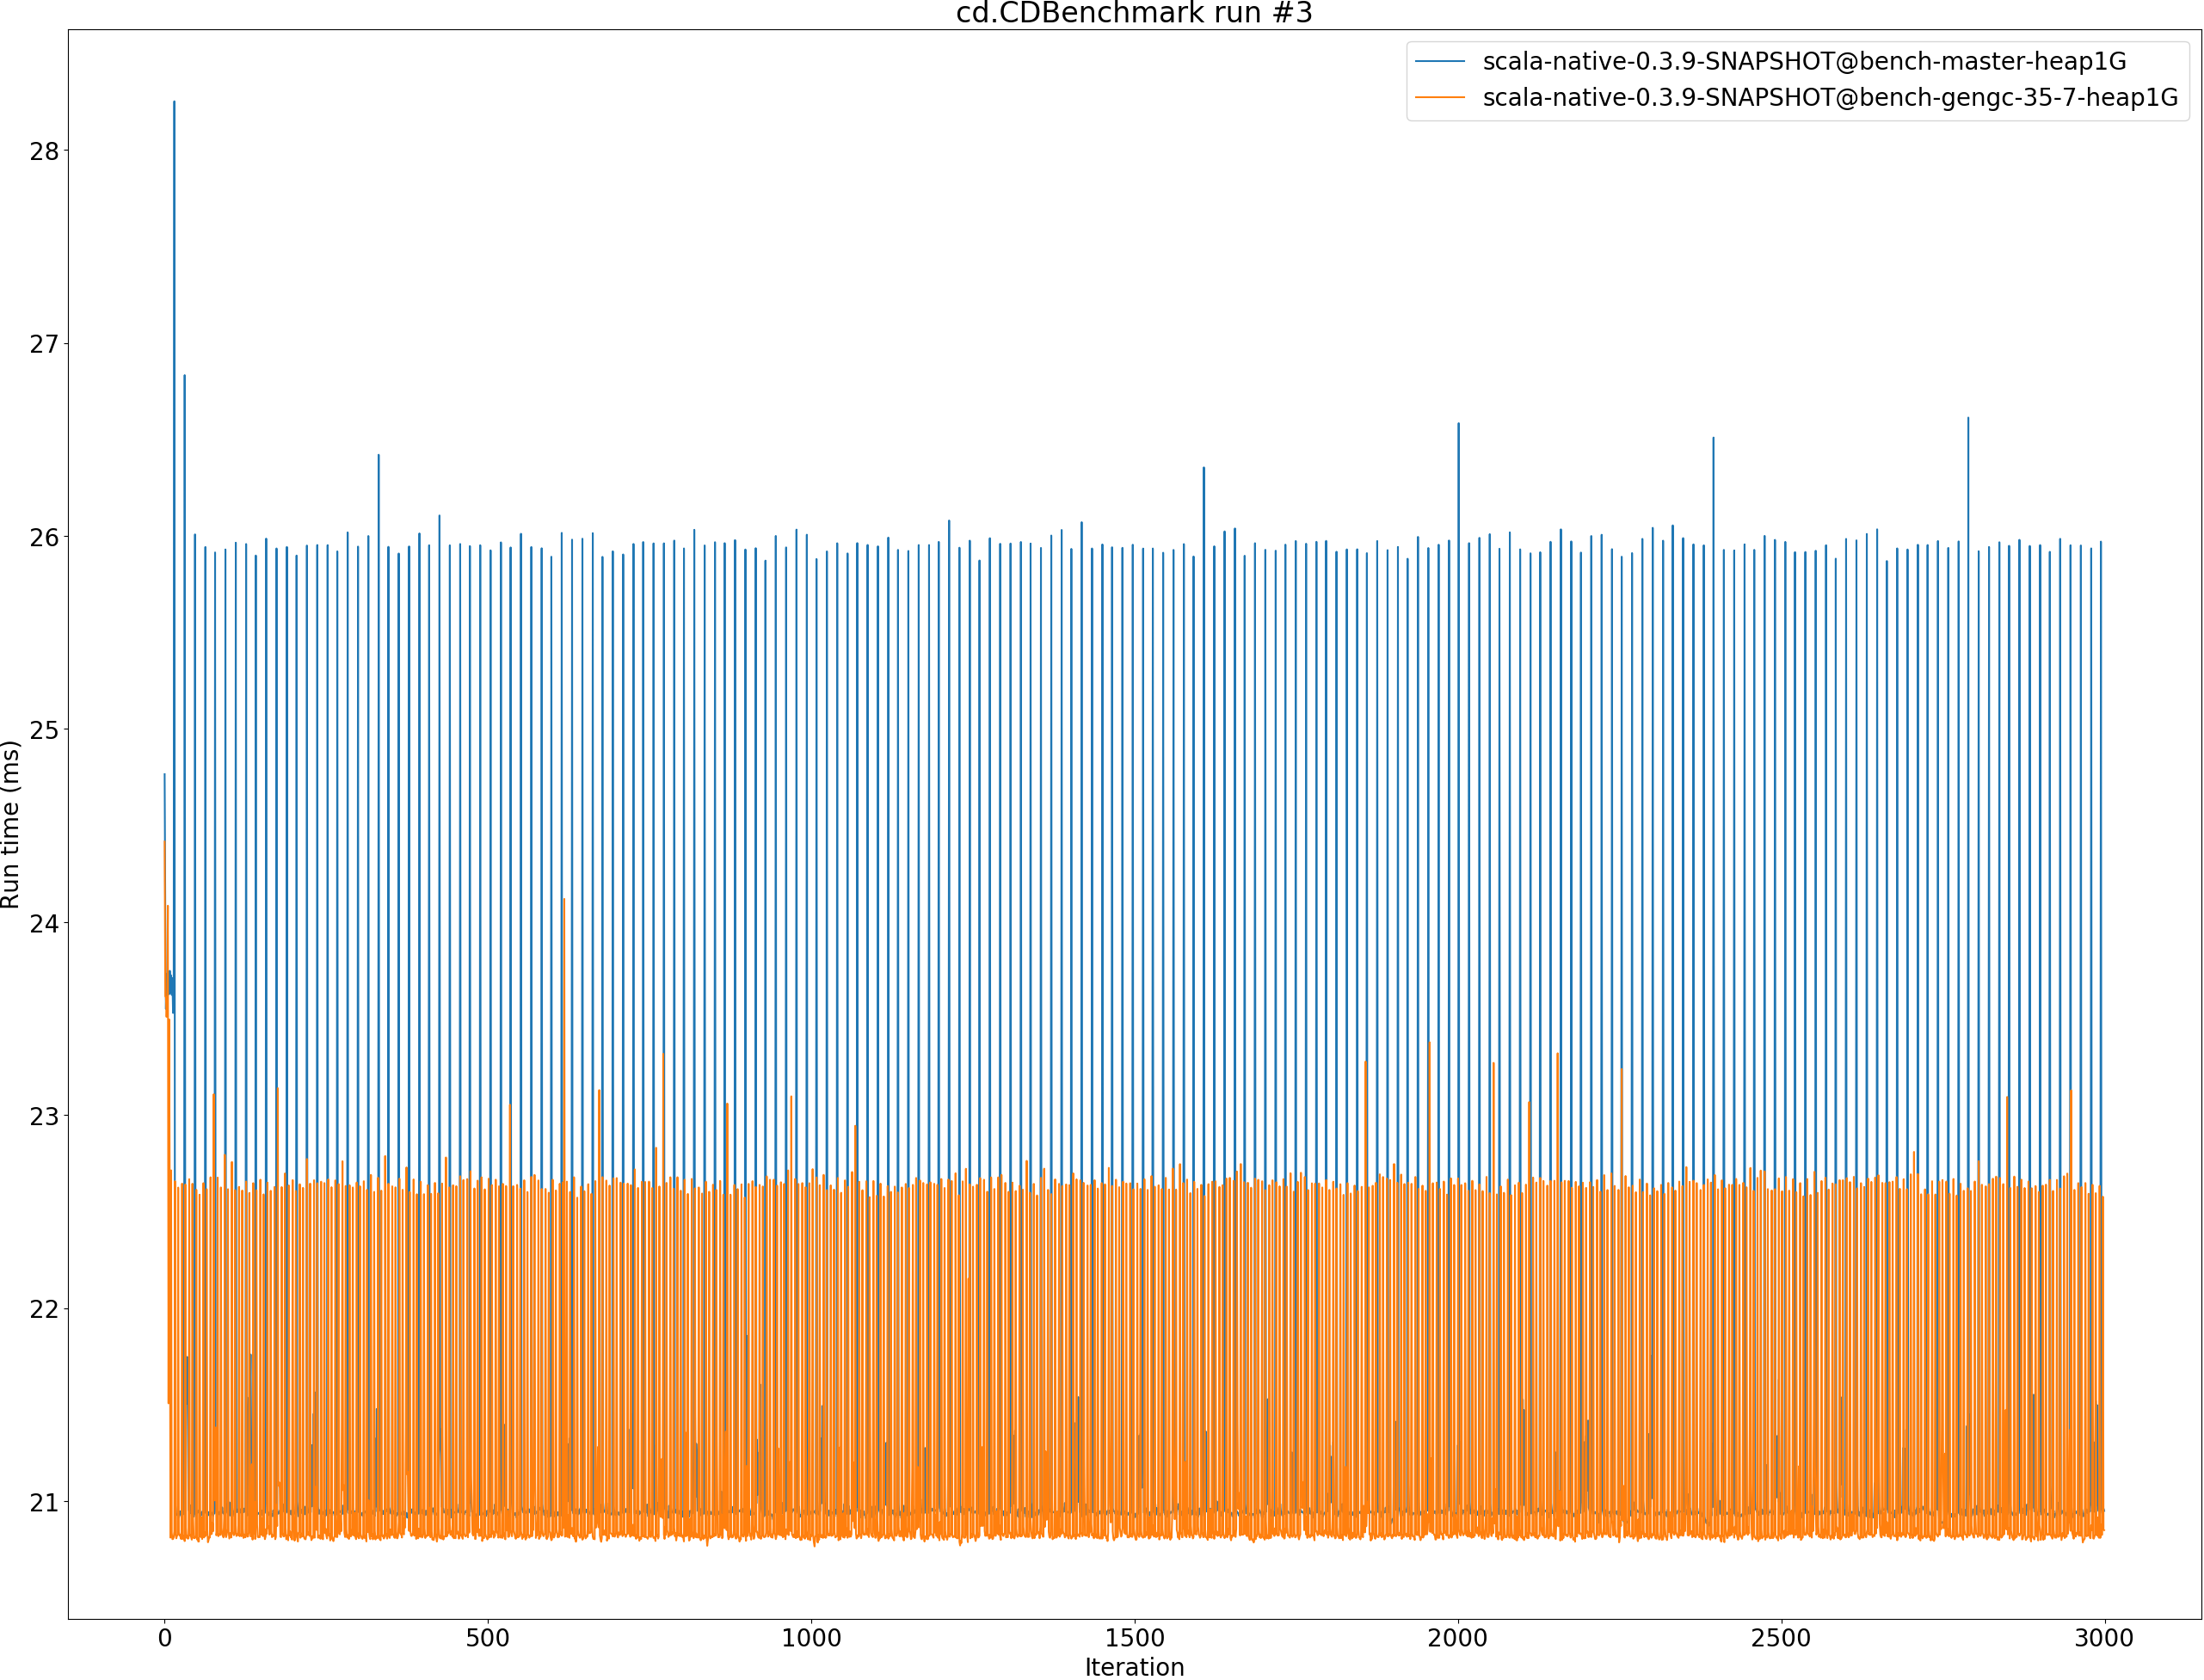 cd.CDBenchmark run #3
scala-native-0.3.9-SNAPSHOT@bench-master-heap1G
scala-native-0.3.9-SNAPSHOT@bench-gengc-35-7-heap1G
Run time (ms)
28
27
26
25
24
23
22
21
0 500 1000 1500 2000 2500 3000
Iteration